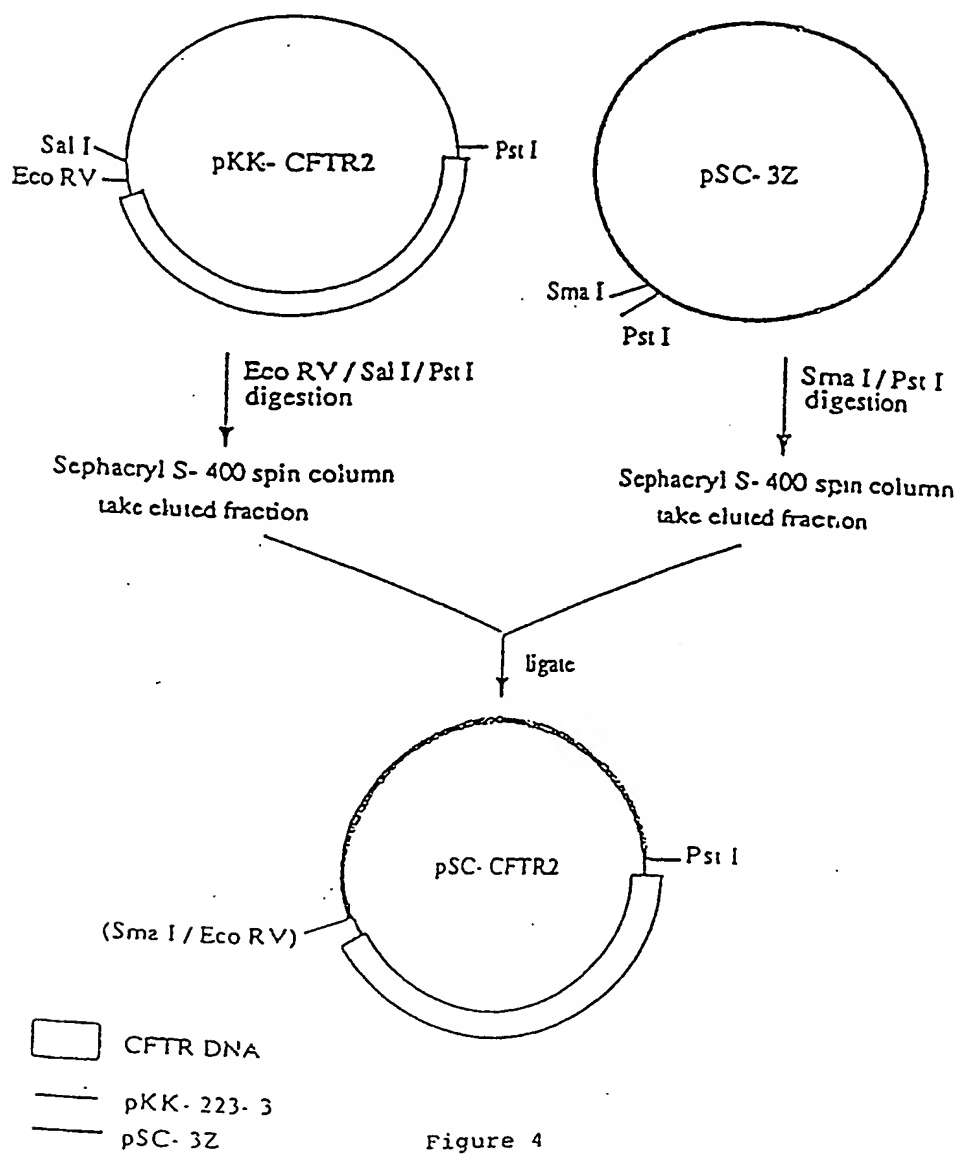 Sal I
Eco RV
pKK- CFTR2
Pst I
pSC- 3Z
Sma I
Pst I
Eco RV / Sal I / Pst I
digestion
Sma I / Pst I
digestion
Sephacryl S- 400 spin column
take eluted fraction
Sephacryl S- 400 spin column
take eluted fraction
ligate
pSC- CFTR2
Pst I
(Sma I / Eco RV)
CFTR DNA
pKK- 223- 3
pSC- 3Z
Figure 4